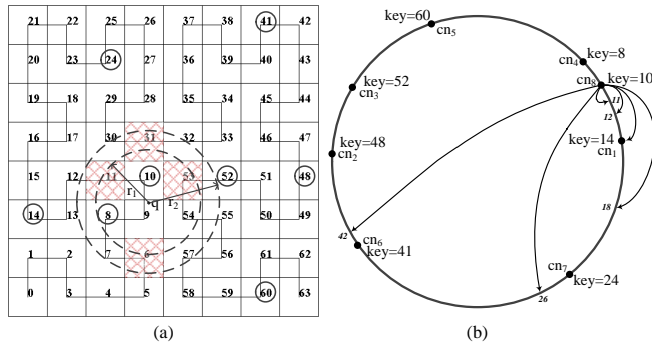 21 22 25 26 37 38 41 42
20 23 24 27 36 39 40 43
19 18 29 28 35 34 45 44
16 17 30 31 32 33 46 47
15 12 11 10 53 52 51 48
14 13 8 9 54 55 50 49
1 2 7 6 57 56 61 62
0 3 4 5 58 59 60 63
r1
q
r2
(a)
key=60
cn5
key=8
cn4
key=10
cn8
key=52
cn3
11
12
key=14
cn1
key=48
cn2
18
42
cn6
key=41
cn7
key=24
26
(b)